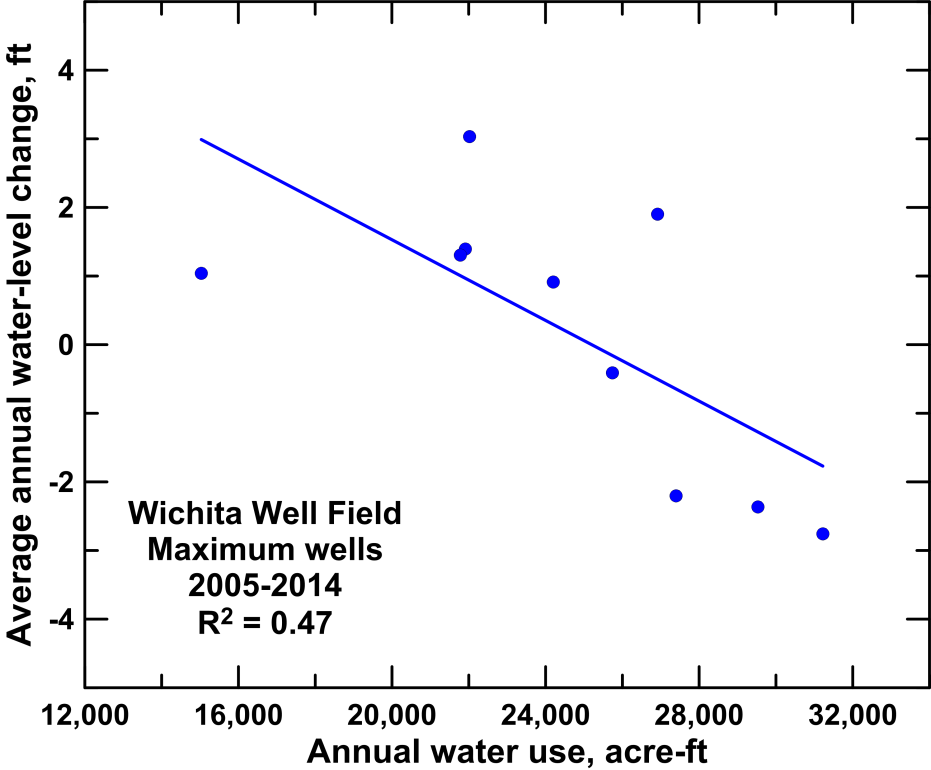 Average annual water-level change, ft
4
2
0
-2
-4
Wichita Well Field
Maximum wells
2005-2014
R² = 0.47
12,000 16,000 20,000 24,000 28,000 32,000
Annual water use, acre-ft